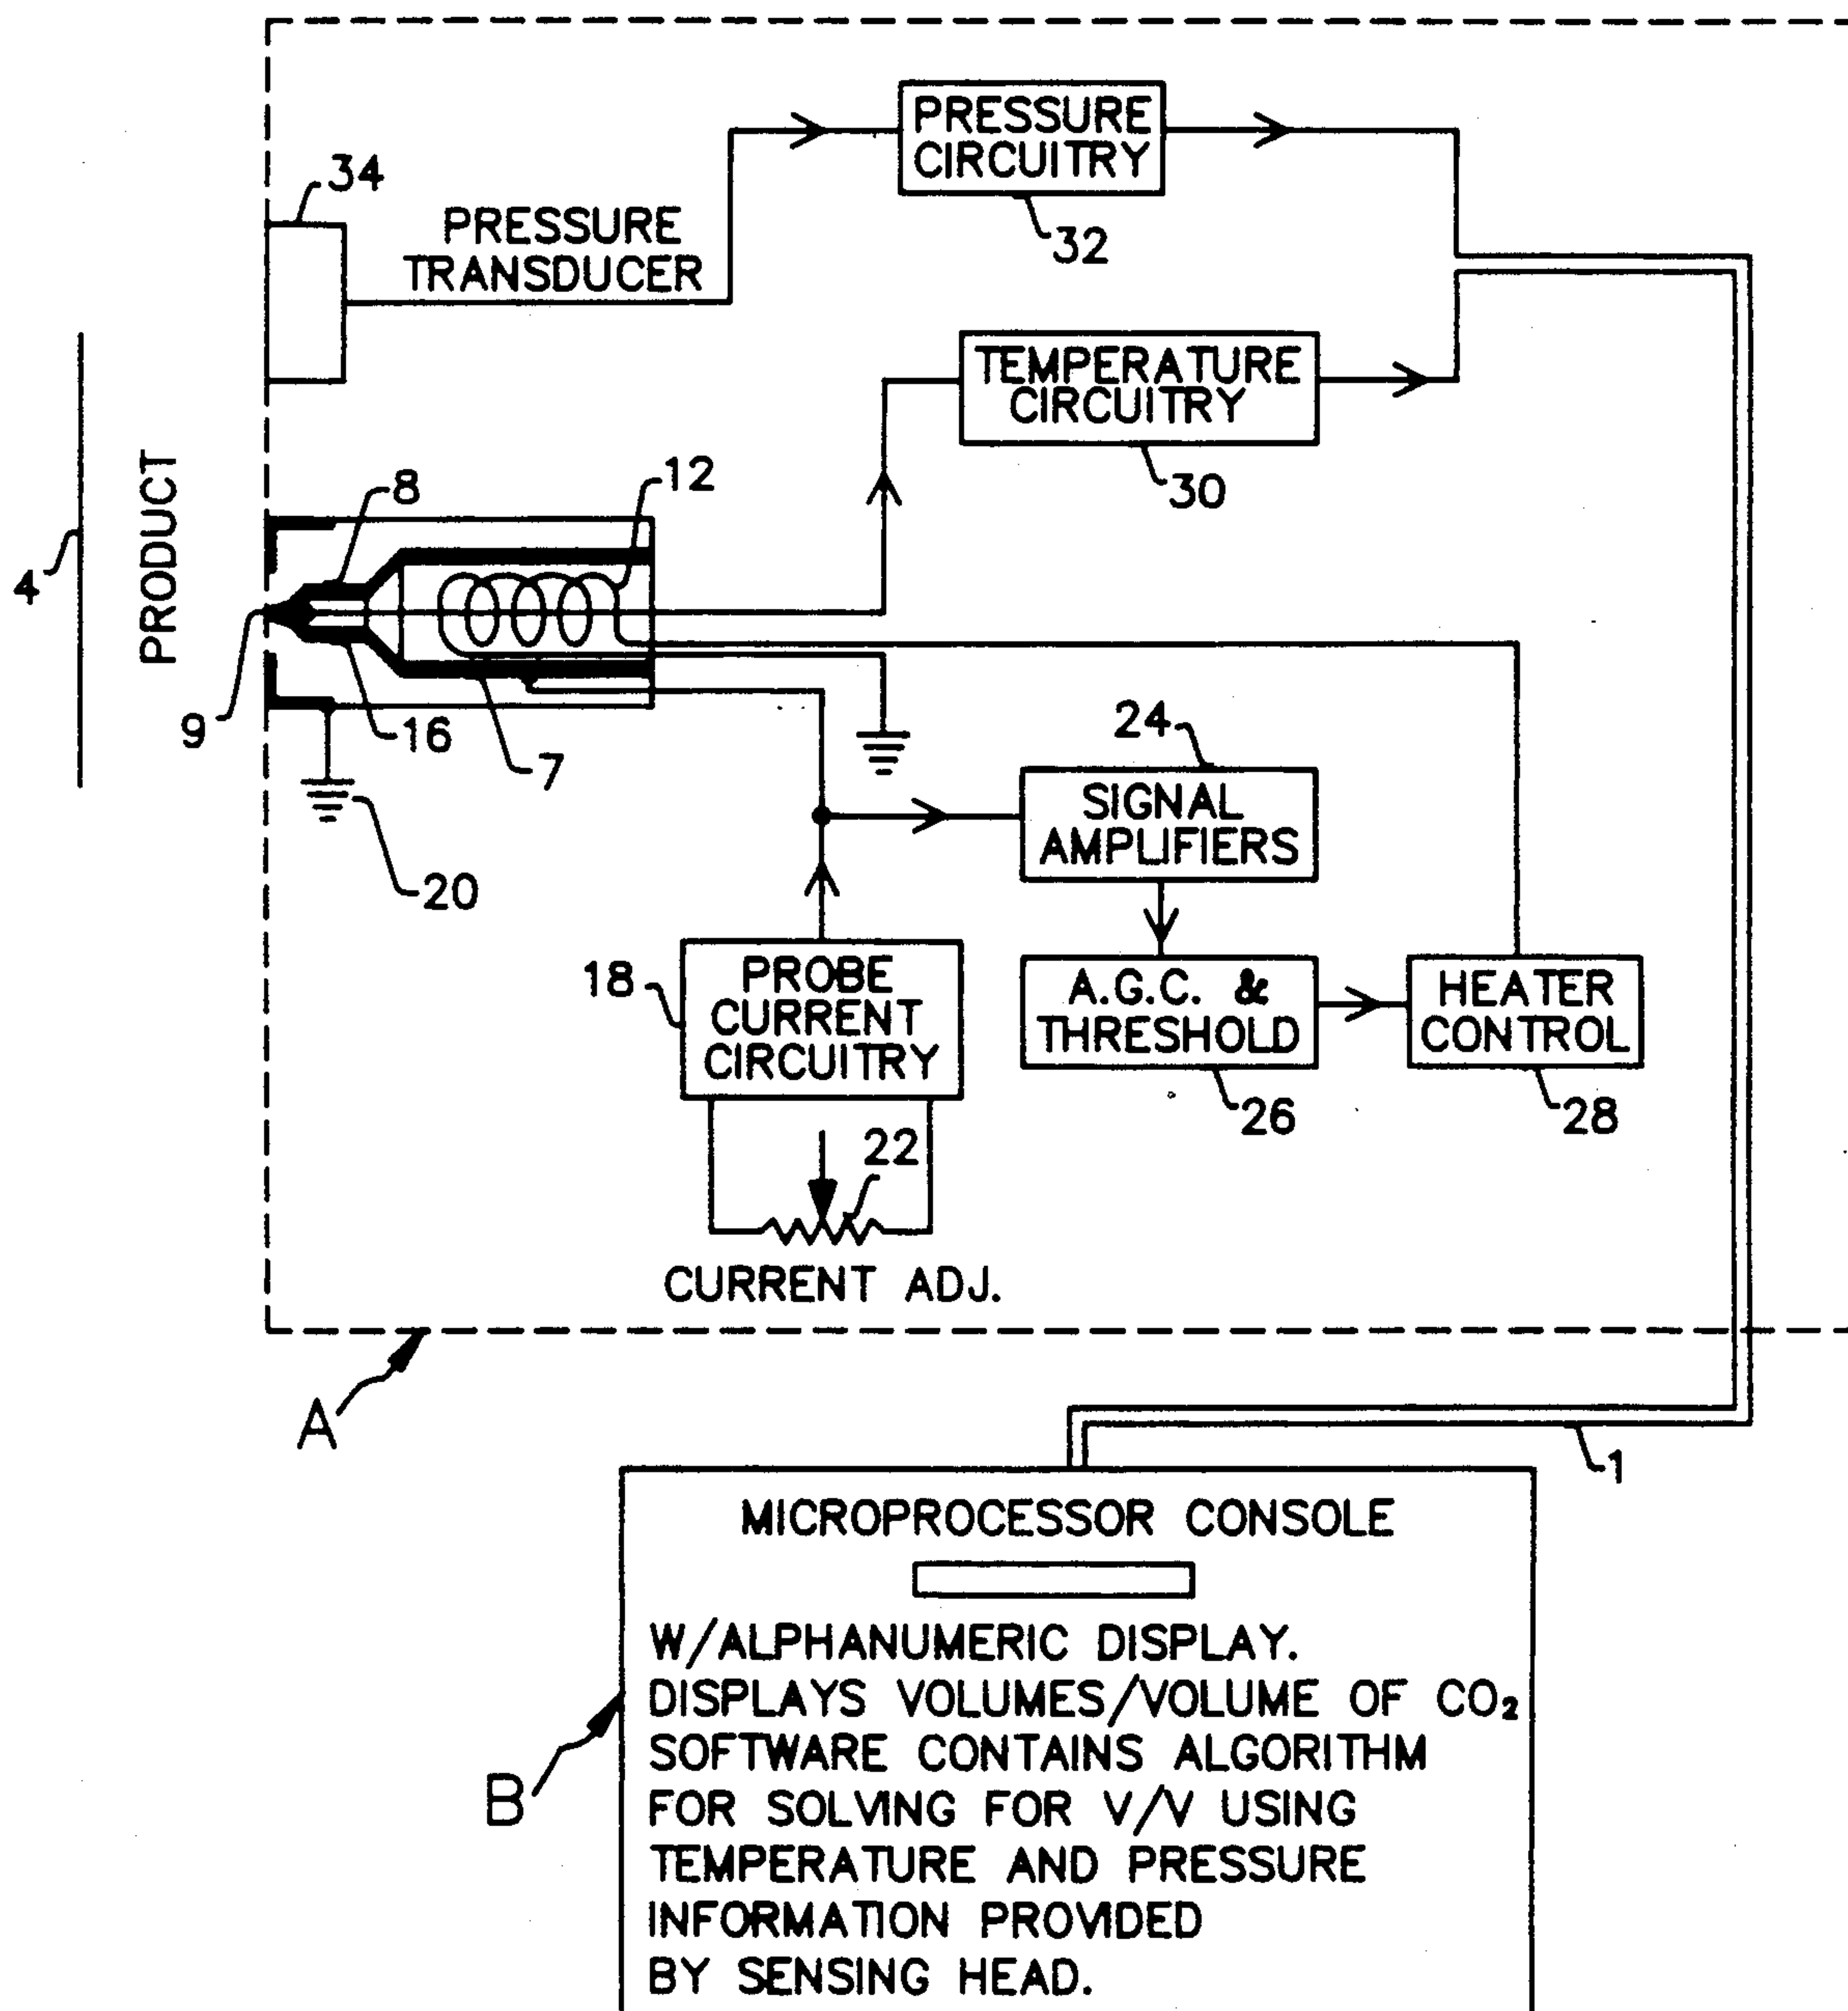 PRESSURE
CIRCUITRY
32
34
PRESSURE
TRANSDUCER
TEMPERATURE
CIRCUITRY
30
4
PRODUCT
8
12
9
16
7
20
24
SIGNAL
AMPLIFIERS
18
PROBE
CURRENT
CIRCUITRY
A.G.C. &
THRESHOLD
26
HEATER
CONTROL
28
22
CURRENT ADJ.
A
1
MICROPROCESSOR CONSOLE
W/ALPHANUMERIC DISPLAY.
DISPLAYS VOLUMES/VOLUME OF CO₂
SOFTWARE CONTAINS ALGORITHM
FOR SOLVING FOR V/V USING
TEMPERATURE AND PRESSURE
INFORMATION PROVIDED
BY SENSING HEAD.
B